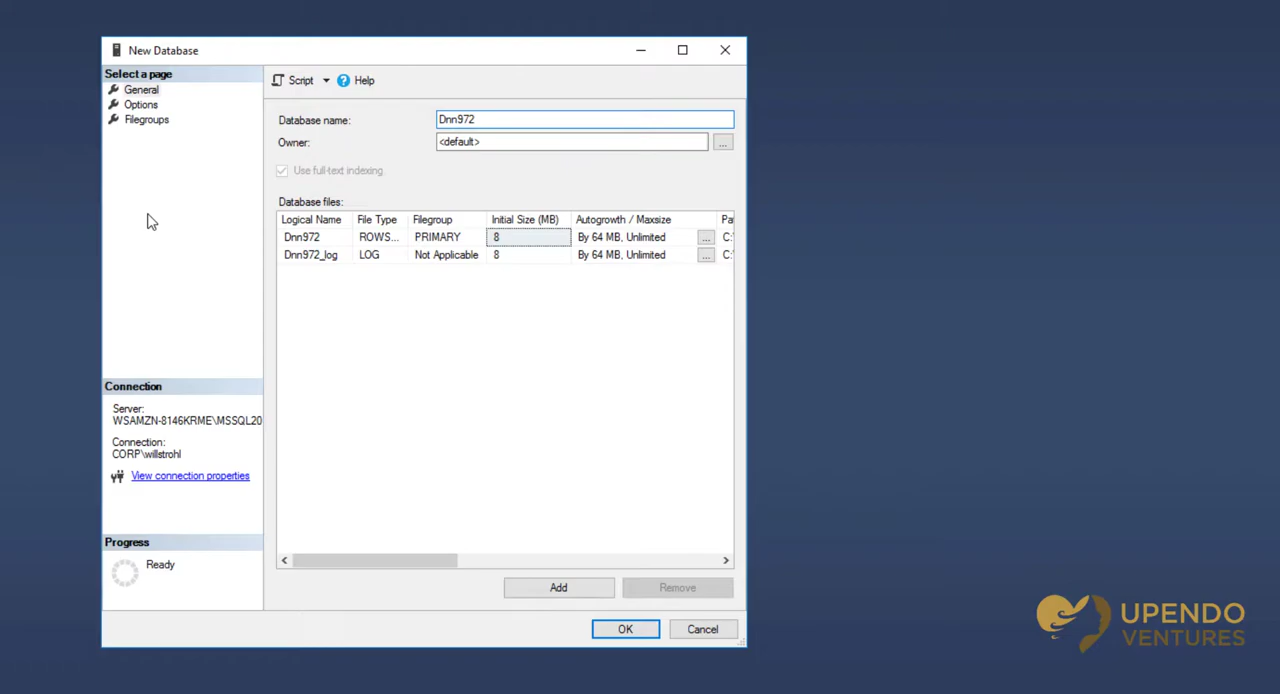 New Database
Select a page
General
Options
Filegroups
Script
Help
Database name:
Dnn972
Owner:
<default>
...
Use full-text indexing
Database files:
Logical Name File Type Filegroup Initial Size (MB) Autogrowth / Maxsize
Dnn972 ROWS... PRIMARY 8 By 64 MB, Unlimited ... C:
Dnn972_log LOG Not Applicable 8 By 64 MB, Unlimited ... C:
Connection
Server:
WSAMZN-8146KRME\MSSQL20
Connection:
CORP\willstrohl
View connection properties
Progress
Ready
Add
Remove
OK
Cancel
UPENDO
VENTURES